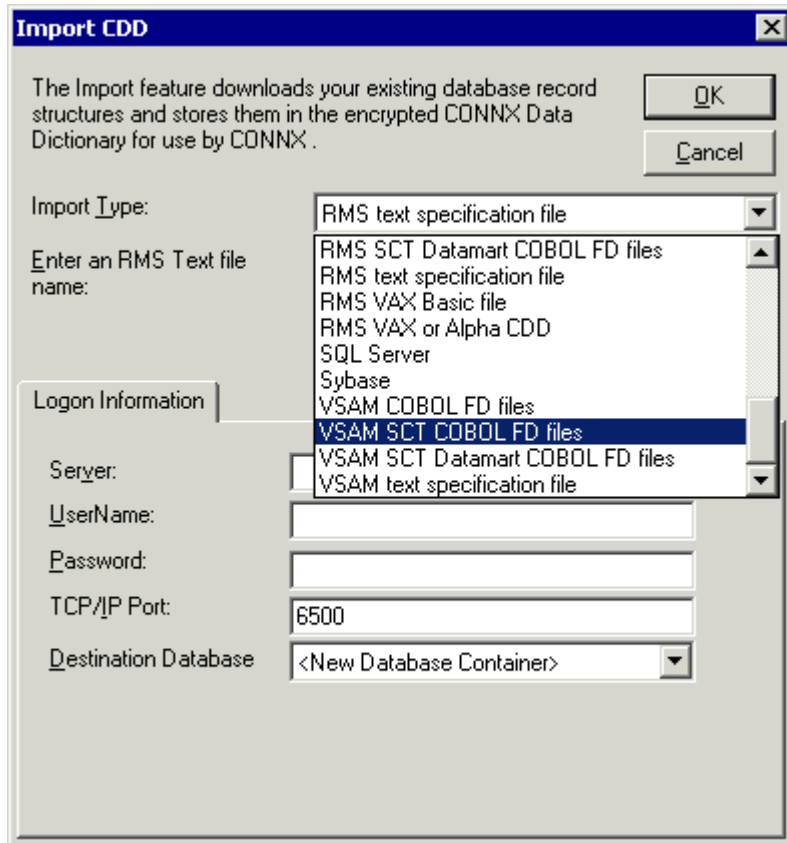 Import CDD
The Import feature downloads your existing database record
structures and stores them in the encrypted CONNX Data
Dictionary for use by CONNX .
OK
Cancel
Import Type:
RMS text specification file
Enter an RMS Text file
name:
RMS SCT Datamart COBOL FD files
RMS text specification file
RMS VAX Basic file
RMS VAX or Alpha CDD
SQL Server
Sybase
VSAM COBOL FD files
VSAM SCT COBOL FD files
VSAM SCT Datamart COBOL FD files
VSAM text specification file
Logon Information
Server:
UserName:
Password:
TCP/IP Port:
6500
Destination Database
<New Database Container>